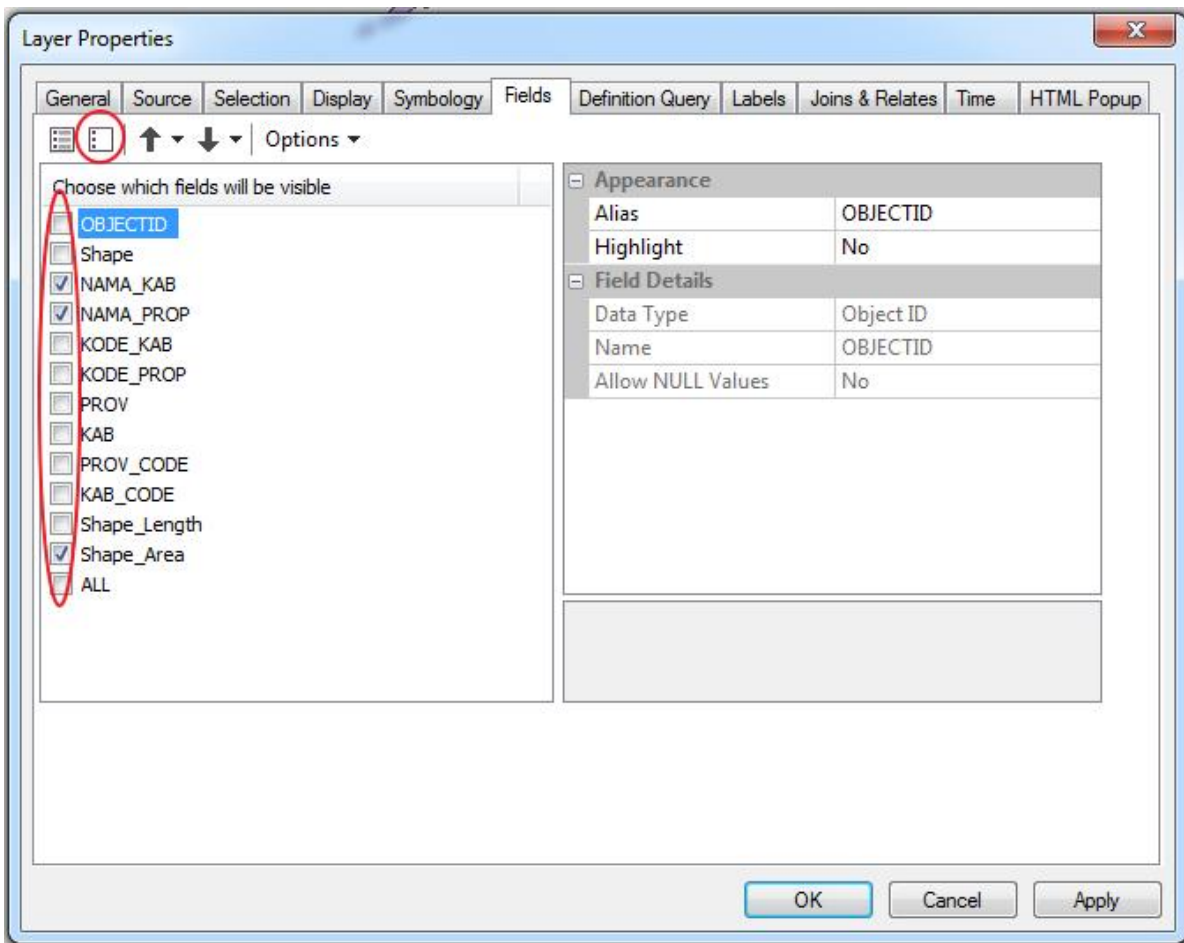 Layer Properties
General Source Selection Display Symbology Fields Definition Query Labels Joins & Relates Time HTML Popup
Options
Choose which fields will be visible
OBJECTID
Shape
NAMA_KAB
NAMA_PROP
KODE_KAB
KODE_PROP
PROV
KAB
PROV_CODE
KAB_CODE
Shape_Length
Shape_Area
ALL
Appearance
Alias OBJECTID
Highlight No
Field Details
Data Type Object ID
Name OBJECTID
Allow NULL Values No
OK Cancel Apply